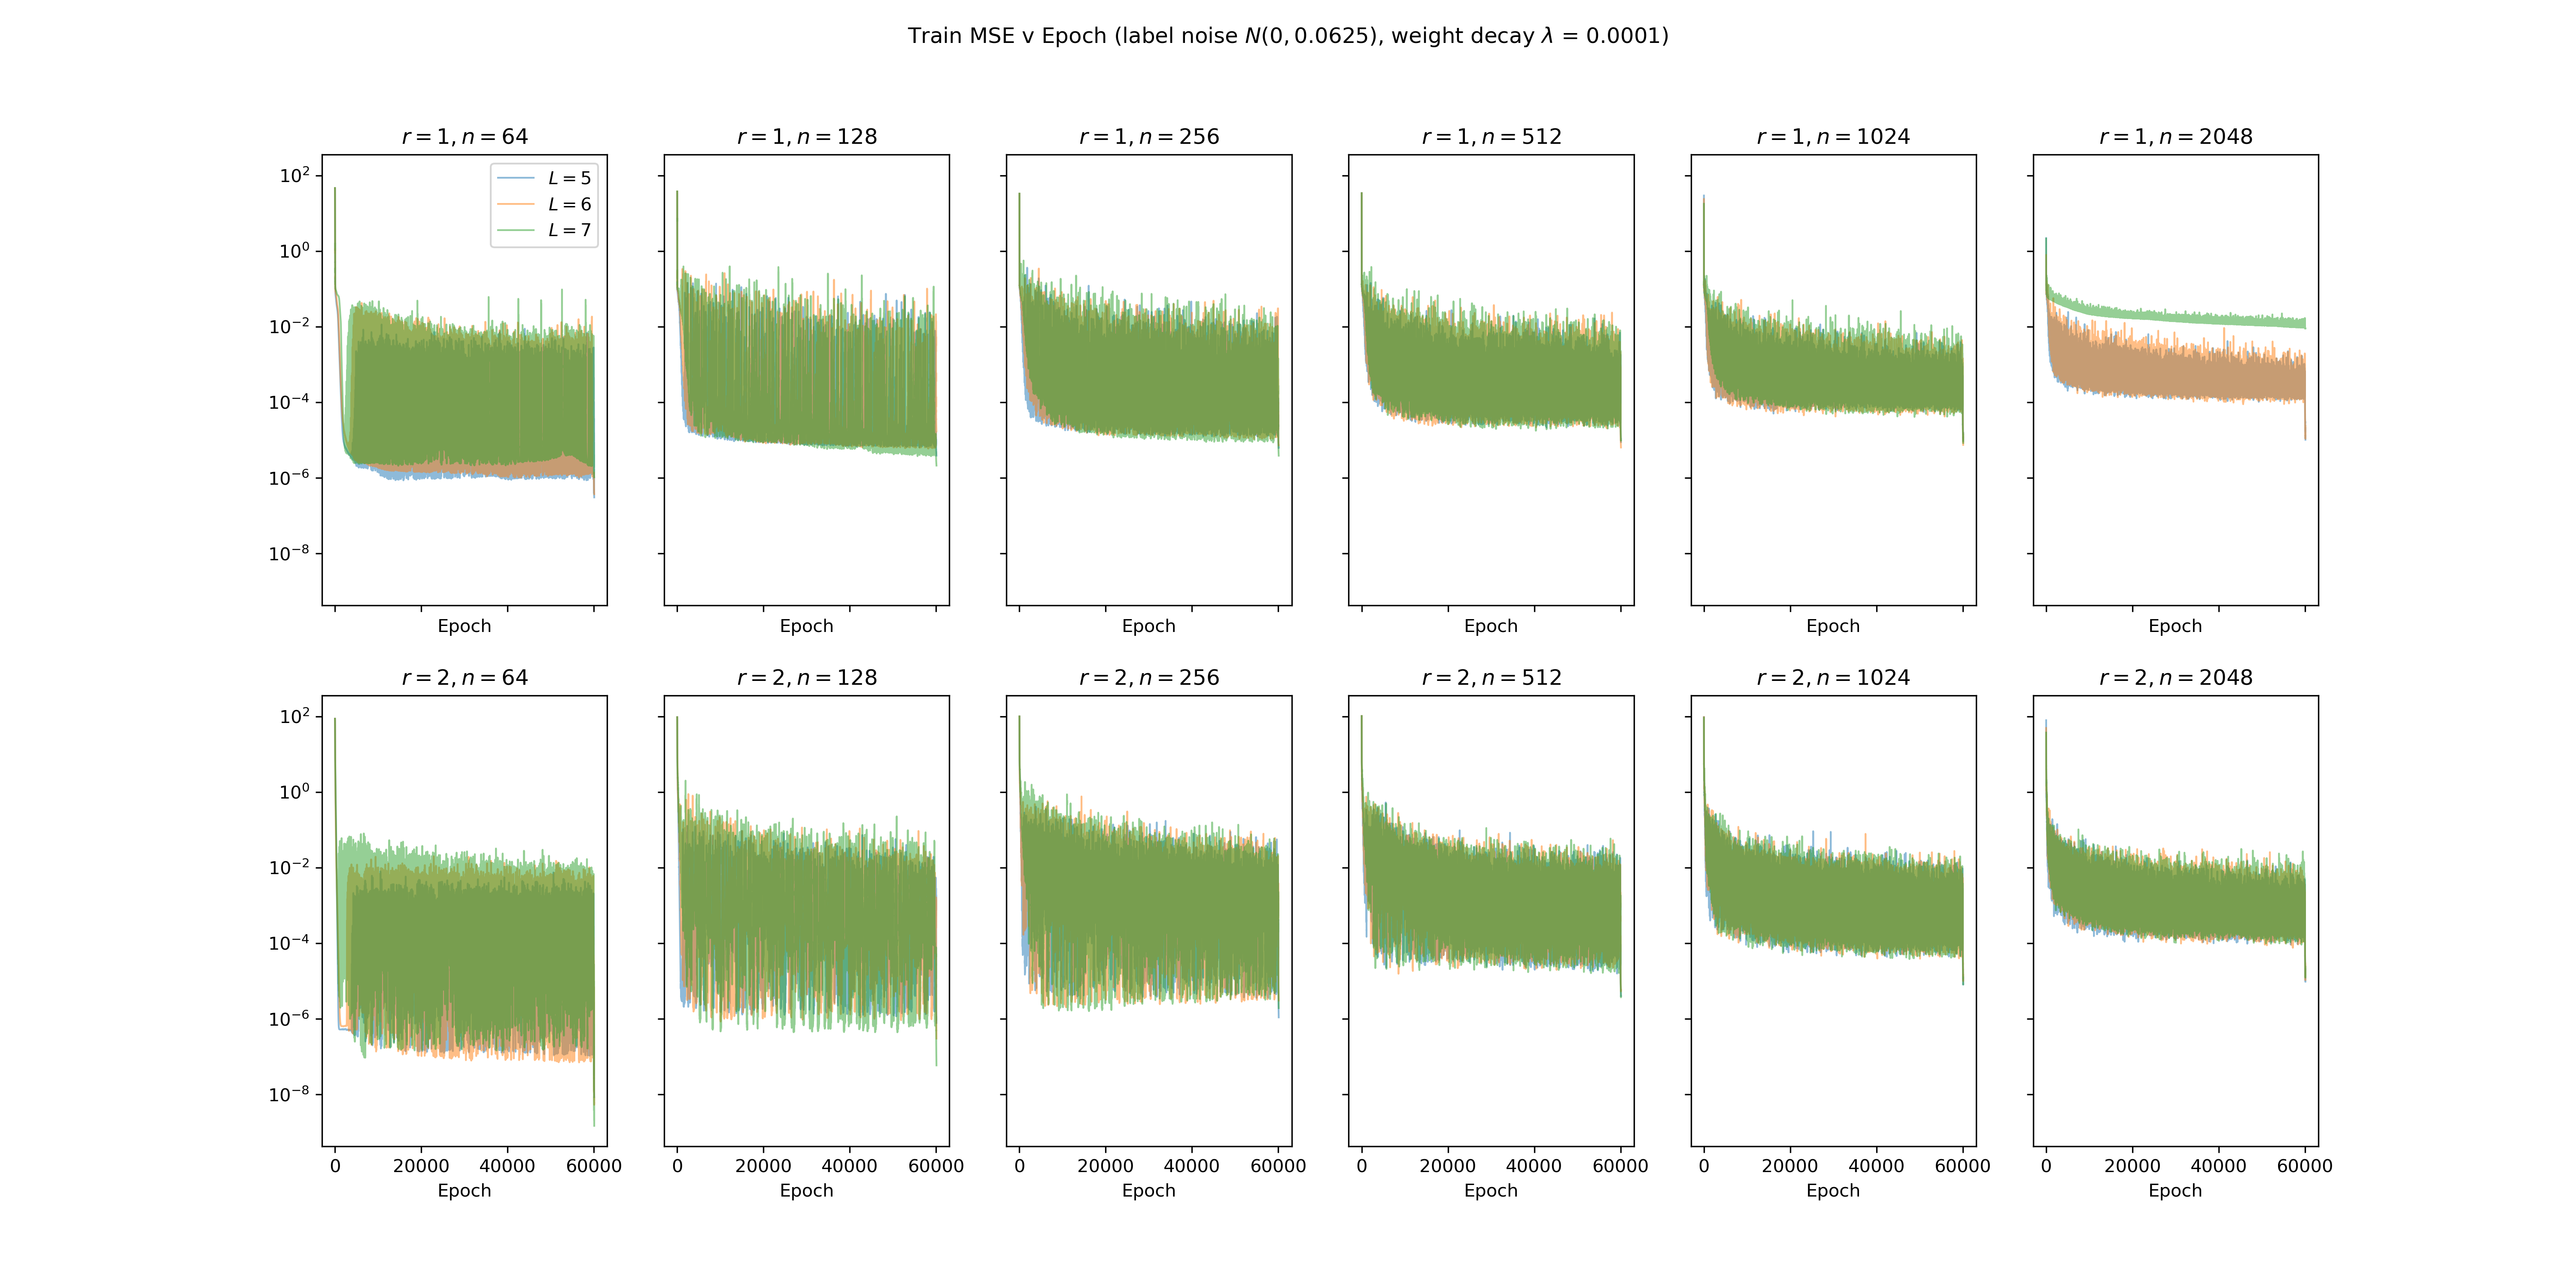 Train MSE v Epoch (label noise N(0, 0.0625), weight decay λ = 0.0001)
r = 1, n = 64
r = 1, n = 128
r = 1, n = 256
r = 1, n = 512
r = 1, n = 1024
r = 1, n = 2048
L = 5
L = 6
L = 7
10²
10⁰
10⁻²
10⁻⁴
10⁻⁶
10⁻⁸
Epoch
Epoch
Epoch
Epoch
Epoch
Epoch
r = 2, n = 64
r = 2, n = 128
r = 2, n = 256
r = 2, n = 512
r = 2, n = 1024
r = 2, n = 2048
10²
10⁰
10⁻²
10⁻⁴
10⁻⁶
10⁻⁸
0 20000 40000 60000
0 20000 40000 60000
0 20000 40000 60000
0 20000 40000 60000
0 20000 40000 60000
0 20000 40000 60000
Epoch
Epoch
Epoch
Epoch
Epoch
Epoch